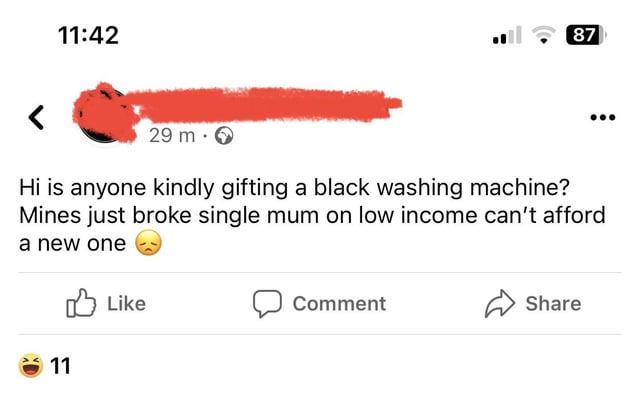 11:42
87
29 m ·
Hi is anyone kindly gifting a black washing machine?
Mines just broke single mum on low income can’t afford
a new one 😞
Like Comment Share
11